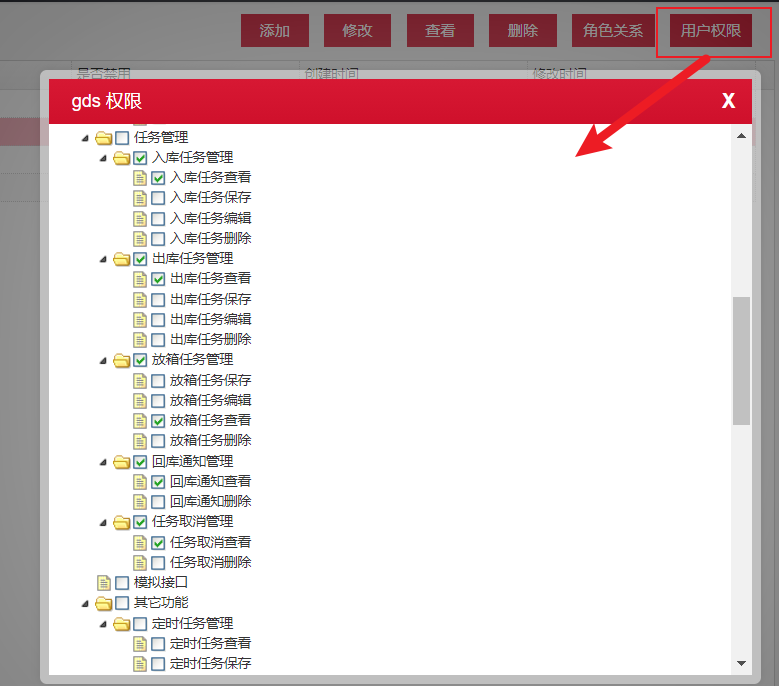 添加 修改 查看 删除 角色关系 用户权限
是否禁用 创建时间 修改时间
gds 权限 X
任务管理
入库任务管理
入库任务查看
入库任务保存
入库任务编辑
入库任务删除
出库任务管理
出库任务查看
出库任务保存
出库任务编辑
出库任务删除
放箱任务管理
放箱任务保存
放箱任务编辑
放箱任务查看
放箱任务删除
回库通知管理
回库通知查看
回库通知删除
任务取消管理
任务取消查看
任务取消删除
模拟接口
其它功能
定时任务管理
定时任务查看
定时任务保存